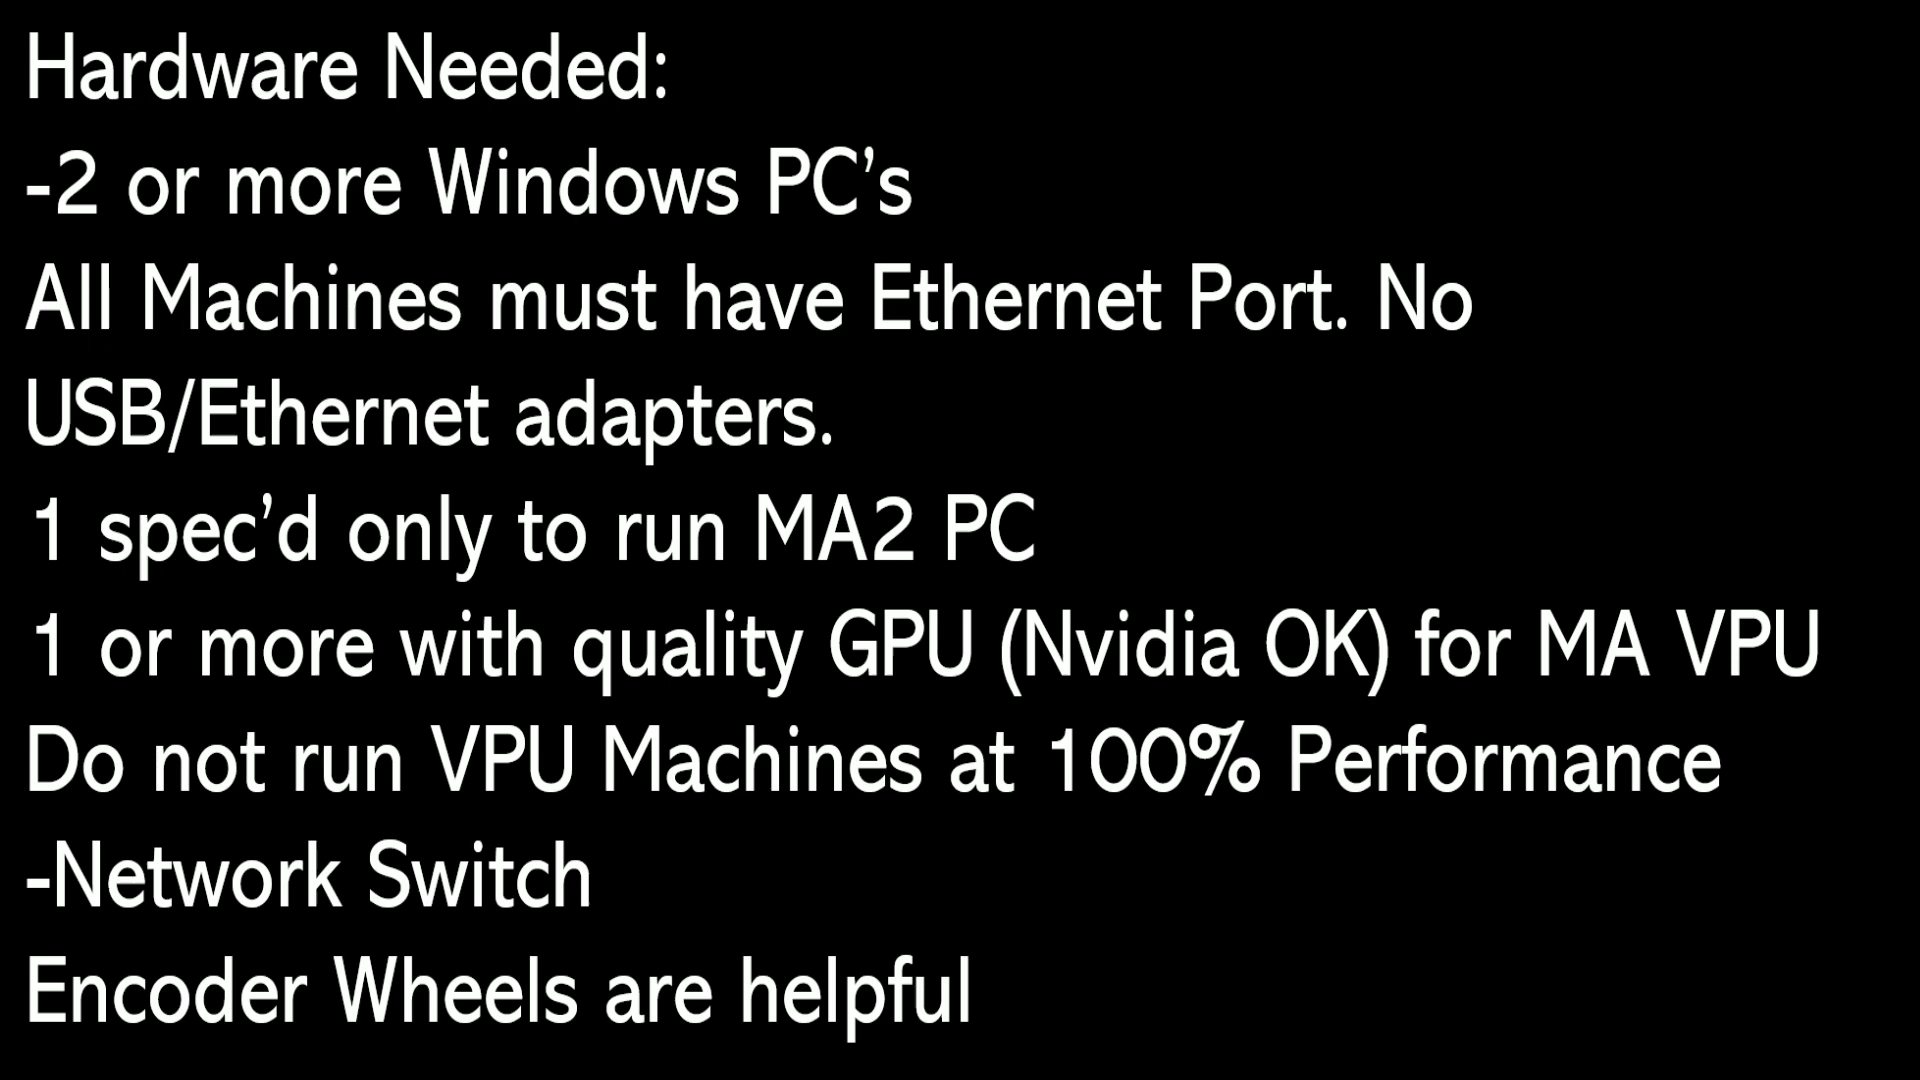 Hardware Needed:
-2 or more Windows PC’s
All Machines must have Ethernet Port. No
USB/Ethernet adapters.
1 spec’d only to run MA2 PC
1 or more with quality GPU (Nvidia OK) for MA VPU
Do not run VPU Machines at 100% Performance
-Network Switch
Encoder Wheels are helpful